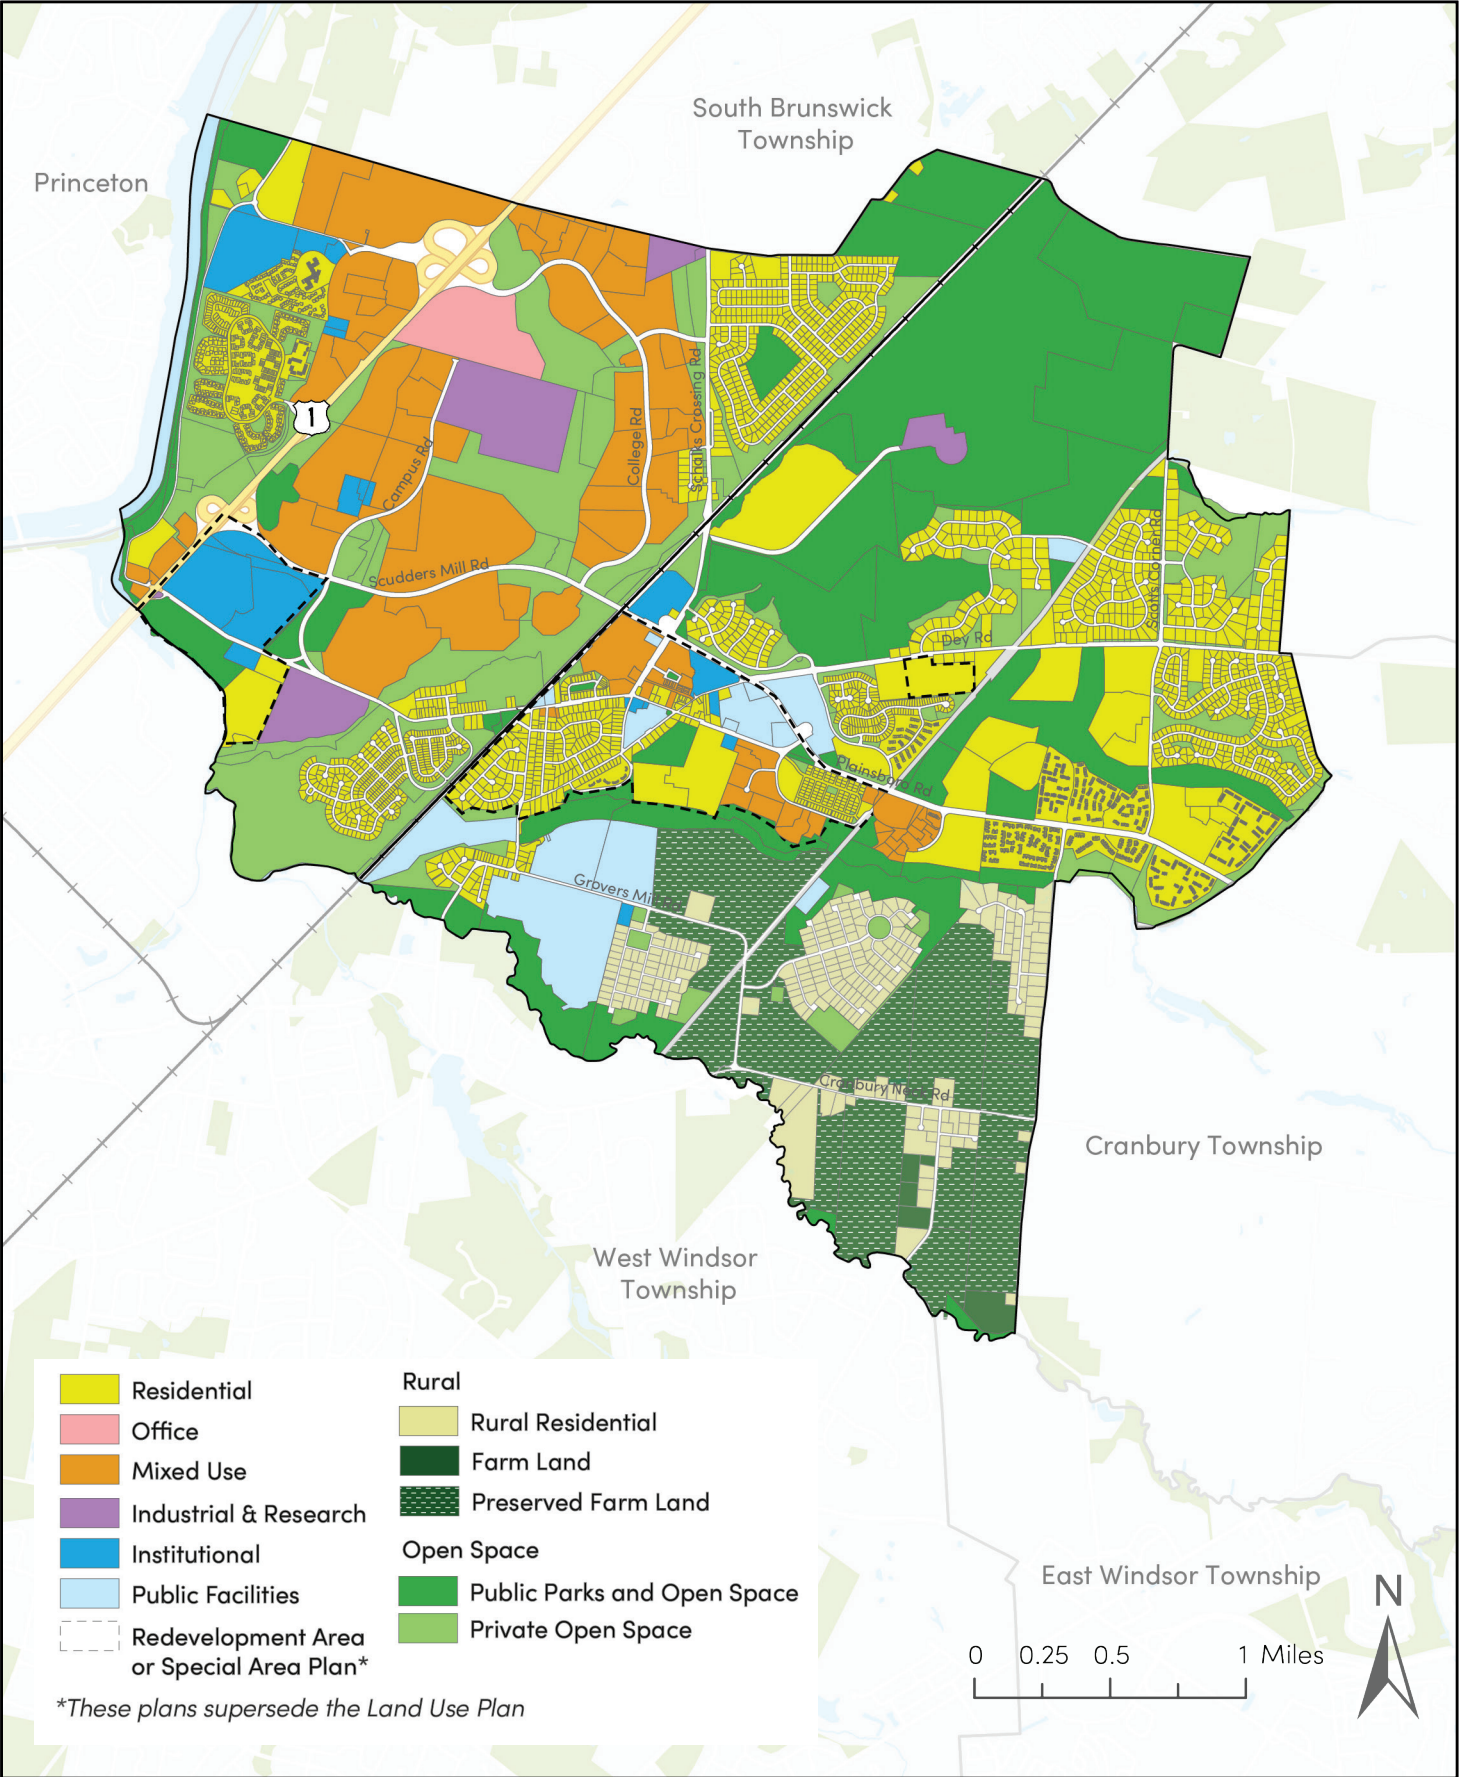 South Brunswick
Township
Princeton
1
Schalks Crossing Rd
College Rd
Campus Rd
Scudders Mill Rd
Scotts Corner Rd
Dey Rd
Plainsboro Rd
Grovers Mill
Cranbury Neck Rd
Cranbury Township
West Windsor
Township
East Windsor Township
Residential
Office
Mixed Use
Industrial & Research
Institutional
Public Facilities
Redevelopment Area
or Special Area Plan*
Rural
Rural Residential
Farm Land
Preserved Farm Land
Open Space
Public Parks and Open Space
Private Open Space
*These plans supersede the Land Use Plan
0 0.25 0.5 1 Miles
N